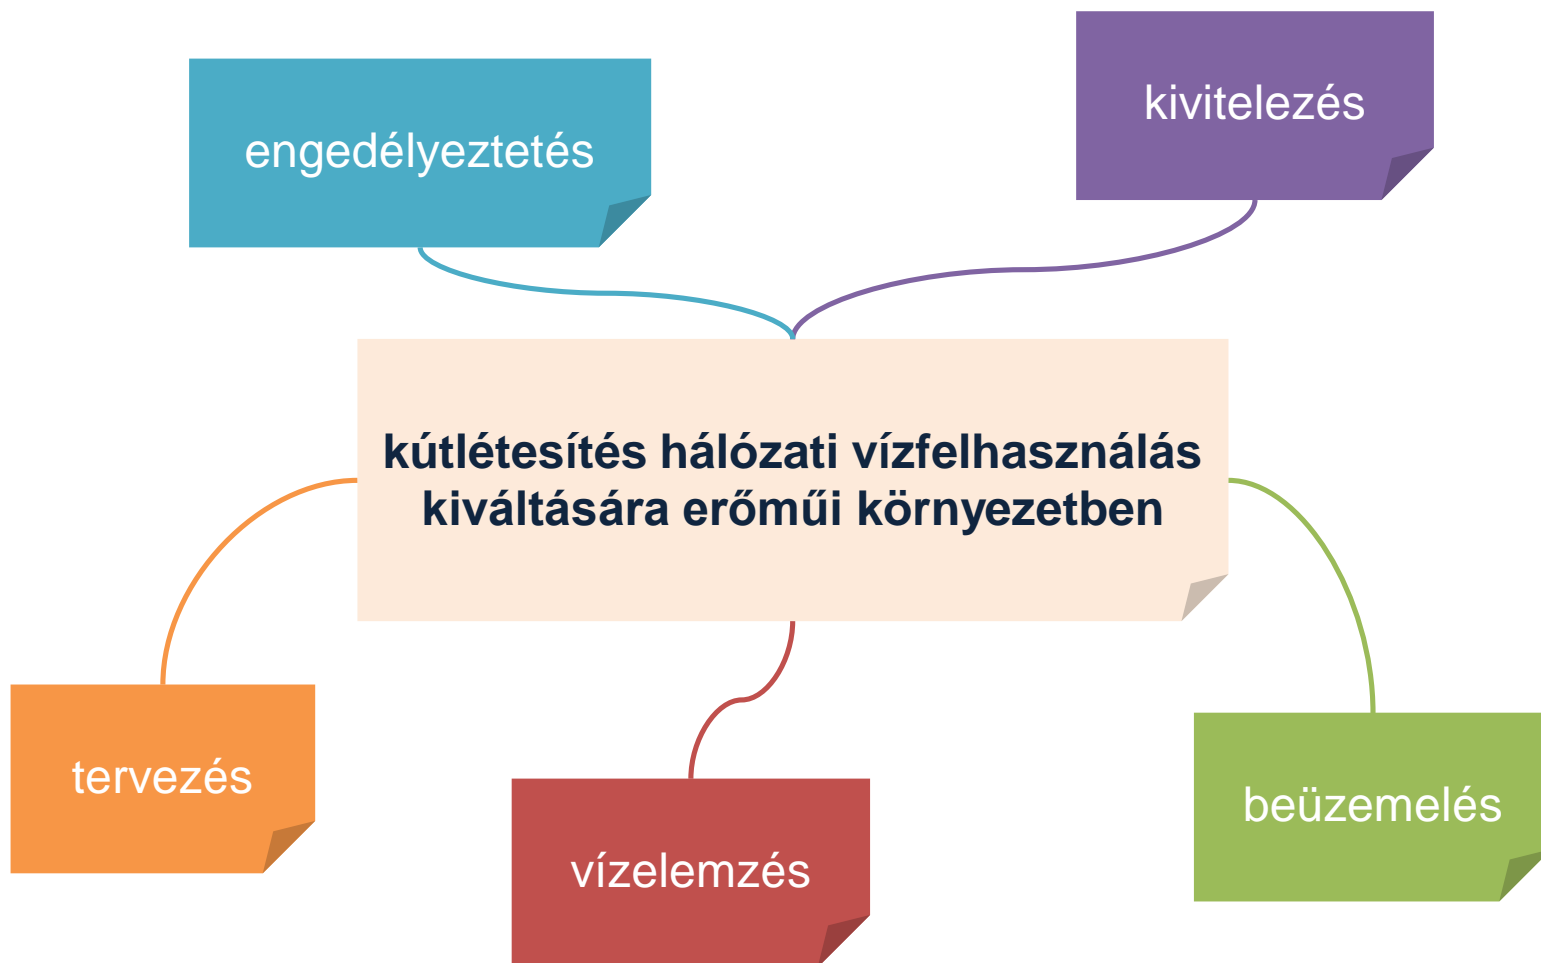 engedélyeztetés
kivitelezés
kútlétesítés hálózati vízfelhasználás
kiváltására erőműi környezetben
tervezés
vízelemzés
beüzemelés